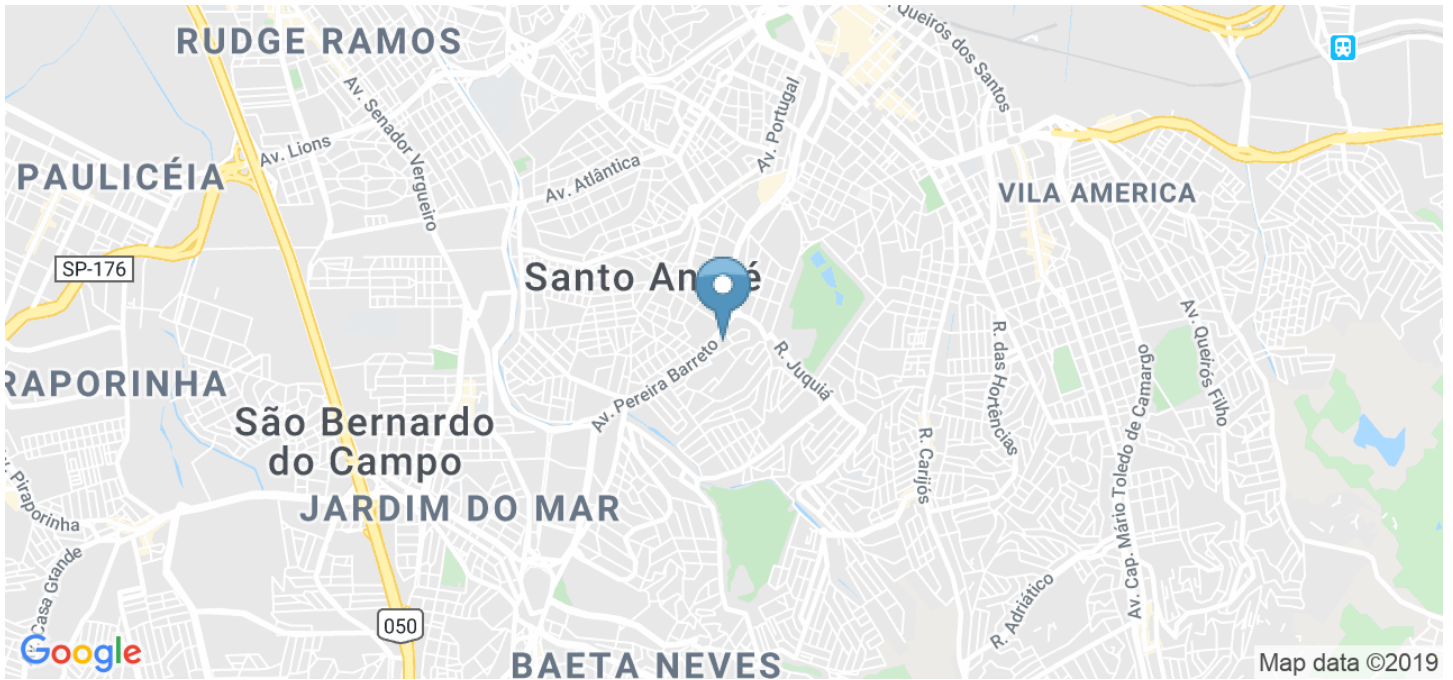 RUDGE RAMOS
Queirós dos Santos
Av. Senador Vergueiro
Av. Portugal
Av. Lions
PAULICÉIA
Av. Atlântica
VILA AMERICA
SP-176
Santo An é
Av. Queirós Filho
R. das Hortências
R. Juquiá
Av. Pereira Barreto
Av. Cap. Mário Toledo de Camargo
RAPORINHA
São Bernardo
do Campo
R. Carijós
JARDIM DO MAR
Piraporinha
Casa Grande
R. Adriático
050
Google
BAETA NEVES
Map data ©2019